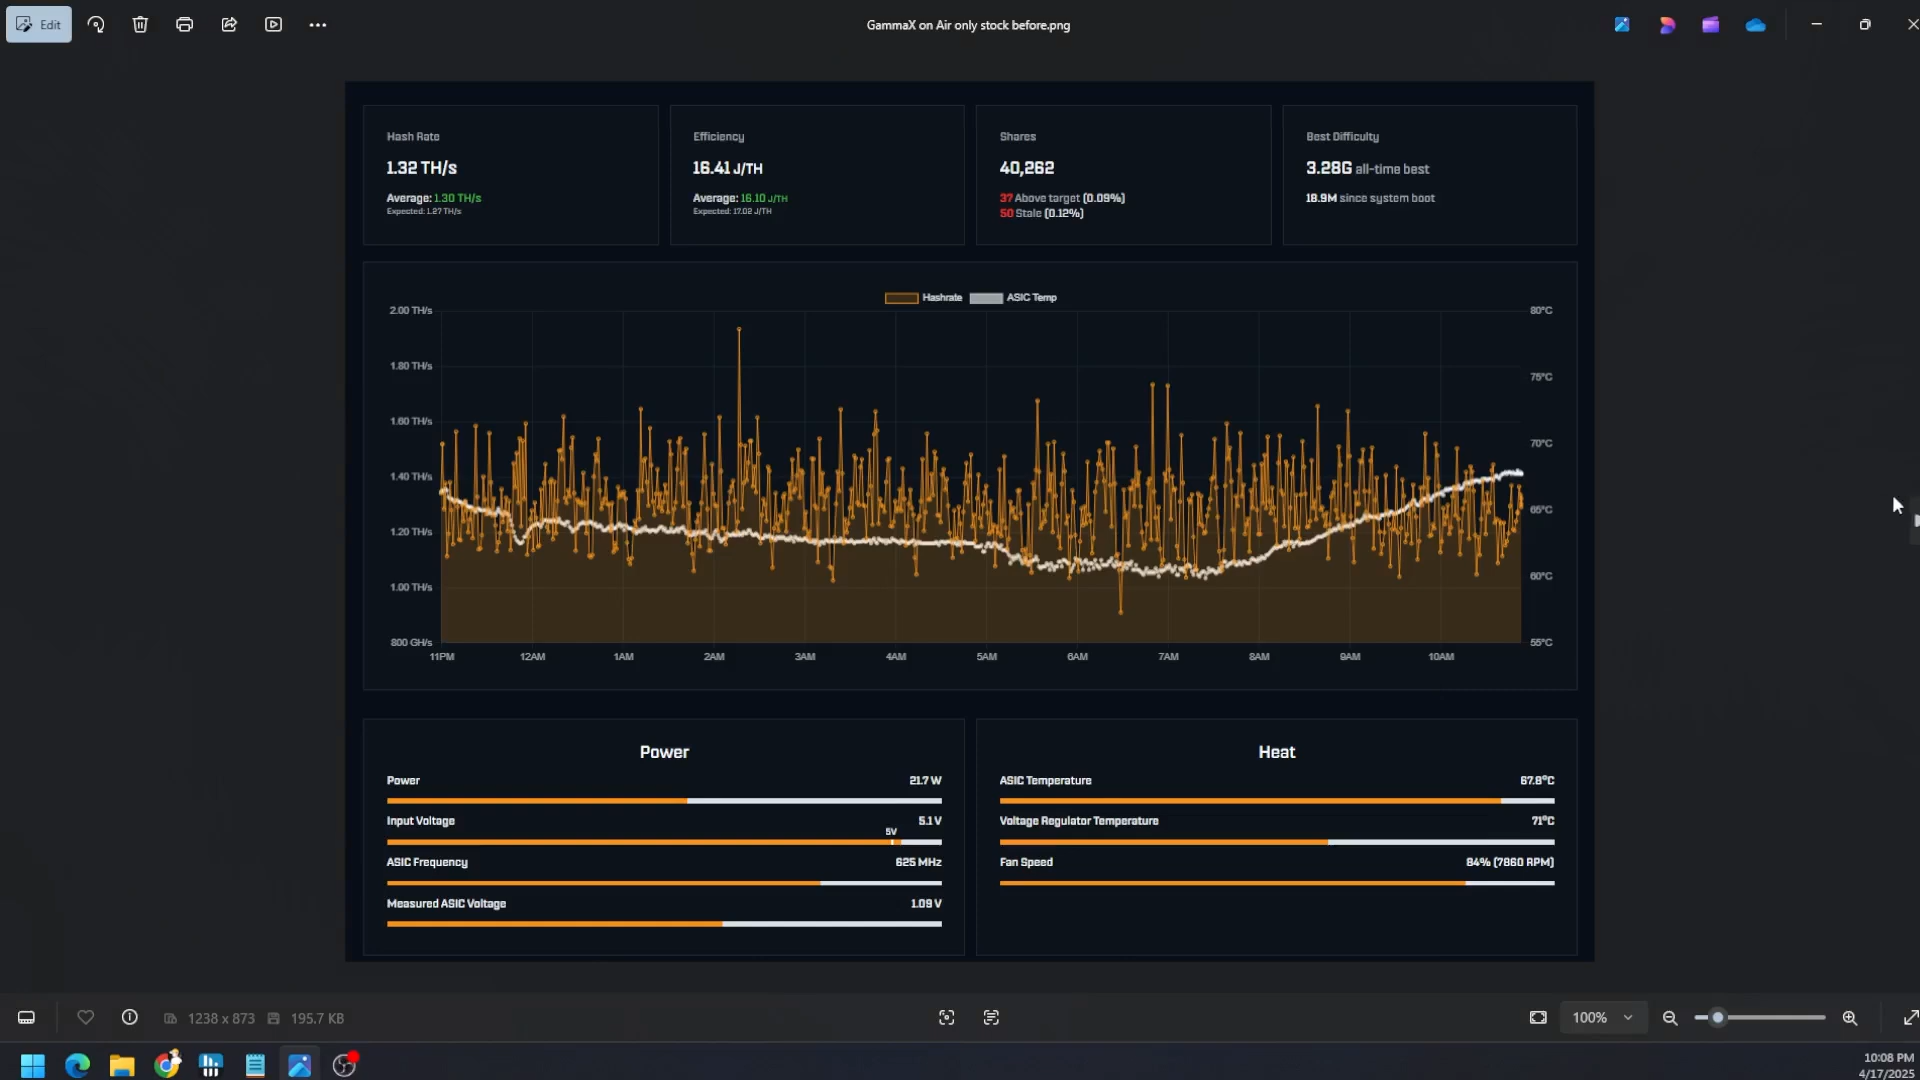 Edit
GammaX on Air only stock before.png
Hash Rate
1.32 TH/s
Average: 1.30 TH/s
Expected: 1.27 TH/s
Efficiency
16.41 J/TH
Average: 16.10 J/TH
Expected: 17.02 J/TH
Shares
40,262
37 Above target (0.09%)
50 Stale (0.12%)
Best Difficulty
3.28G all-time best
18.9M since system boot
Hashrate ASIC Temp
2.00 TH/s
1.80 TH/s
1.60 TH/s
1.40 TH/s
1.20 TH/s
1.00 TH/s
800 GH/s
80°C
75°C
70°C
65°C
60°C
55°C
11PM 12AM 1AM 2AM 3AM 4AM 5AM 6AM 7AM 8AM 9AM 10AM
Power
Power 21.7 W
Input Voltage 5.1 V
5V
ASIC Frequency 625 MHz
Measured ASIC Voltage 1.09 V
Heat
ASIC Temperature 67.8°C
Voltage Regulator Temperature 71°C
Fan Speed 84% (7860 RPM)
1238 x 873 195.7 KB
100%
10:08 PM
4/17/2025